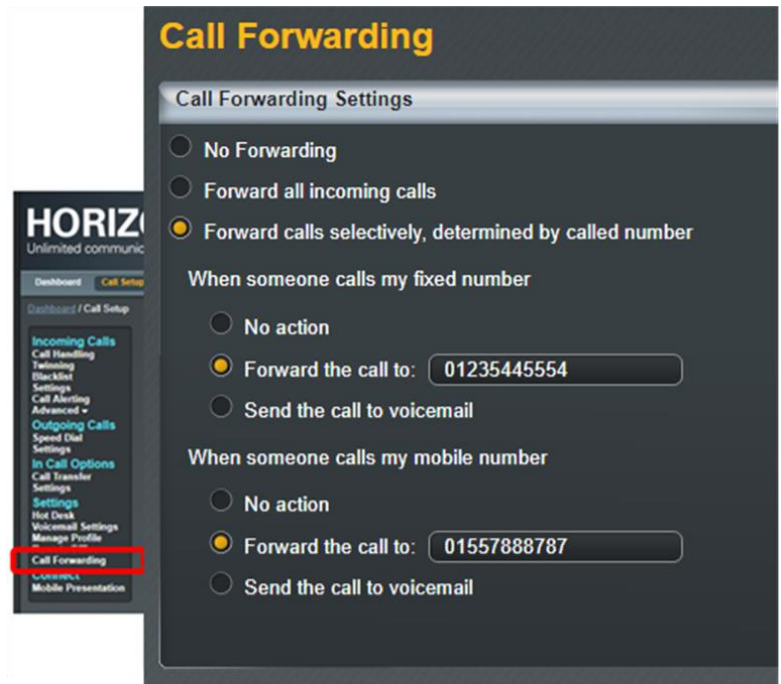 Call Forwarding
Call Forwarding Settings
No Forwarding
Forward all incoming calls
Forward calls selectively, determined by called number
When someone calls my fixed number
No action
Forward the call to: 01235445554
Send the call to voicemail
When someone calls my mobile number
No action
Forward the call to: 01557888787
Send the call to voicemail
HORIZ
Unlimited communic
Dashboard Call Setup
Dashboard / Call Setup
Incoming Calls
Call Handling
Twinning
Blacklist
Settings
Call Alerting
Advanced
Outgoing Calls
Speed Dial
Settings
In Call Options
Call Transfer
Settings
Settings
Hot Desk
Voicemail Settings
Manage Profile
Call Forwarding
Connect
Mobile Presentation